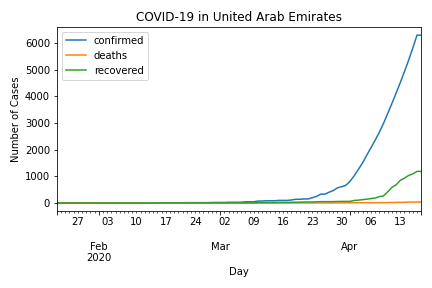 COVID-19 in United Arab Emirates
confirmed
deaths
recovered
6000
5000
4000
3000
2000
1000
0
Number of Cases
27 03 10 17 24 02 09 16 23 30 06 13
Feb Mar Apr
2020
Day